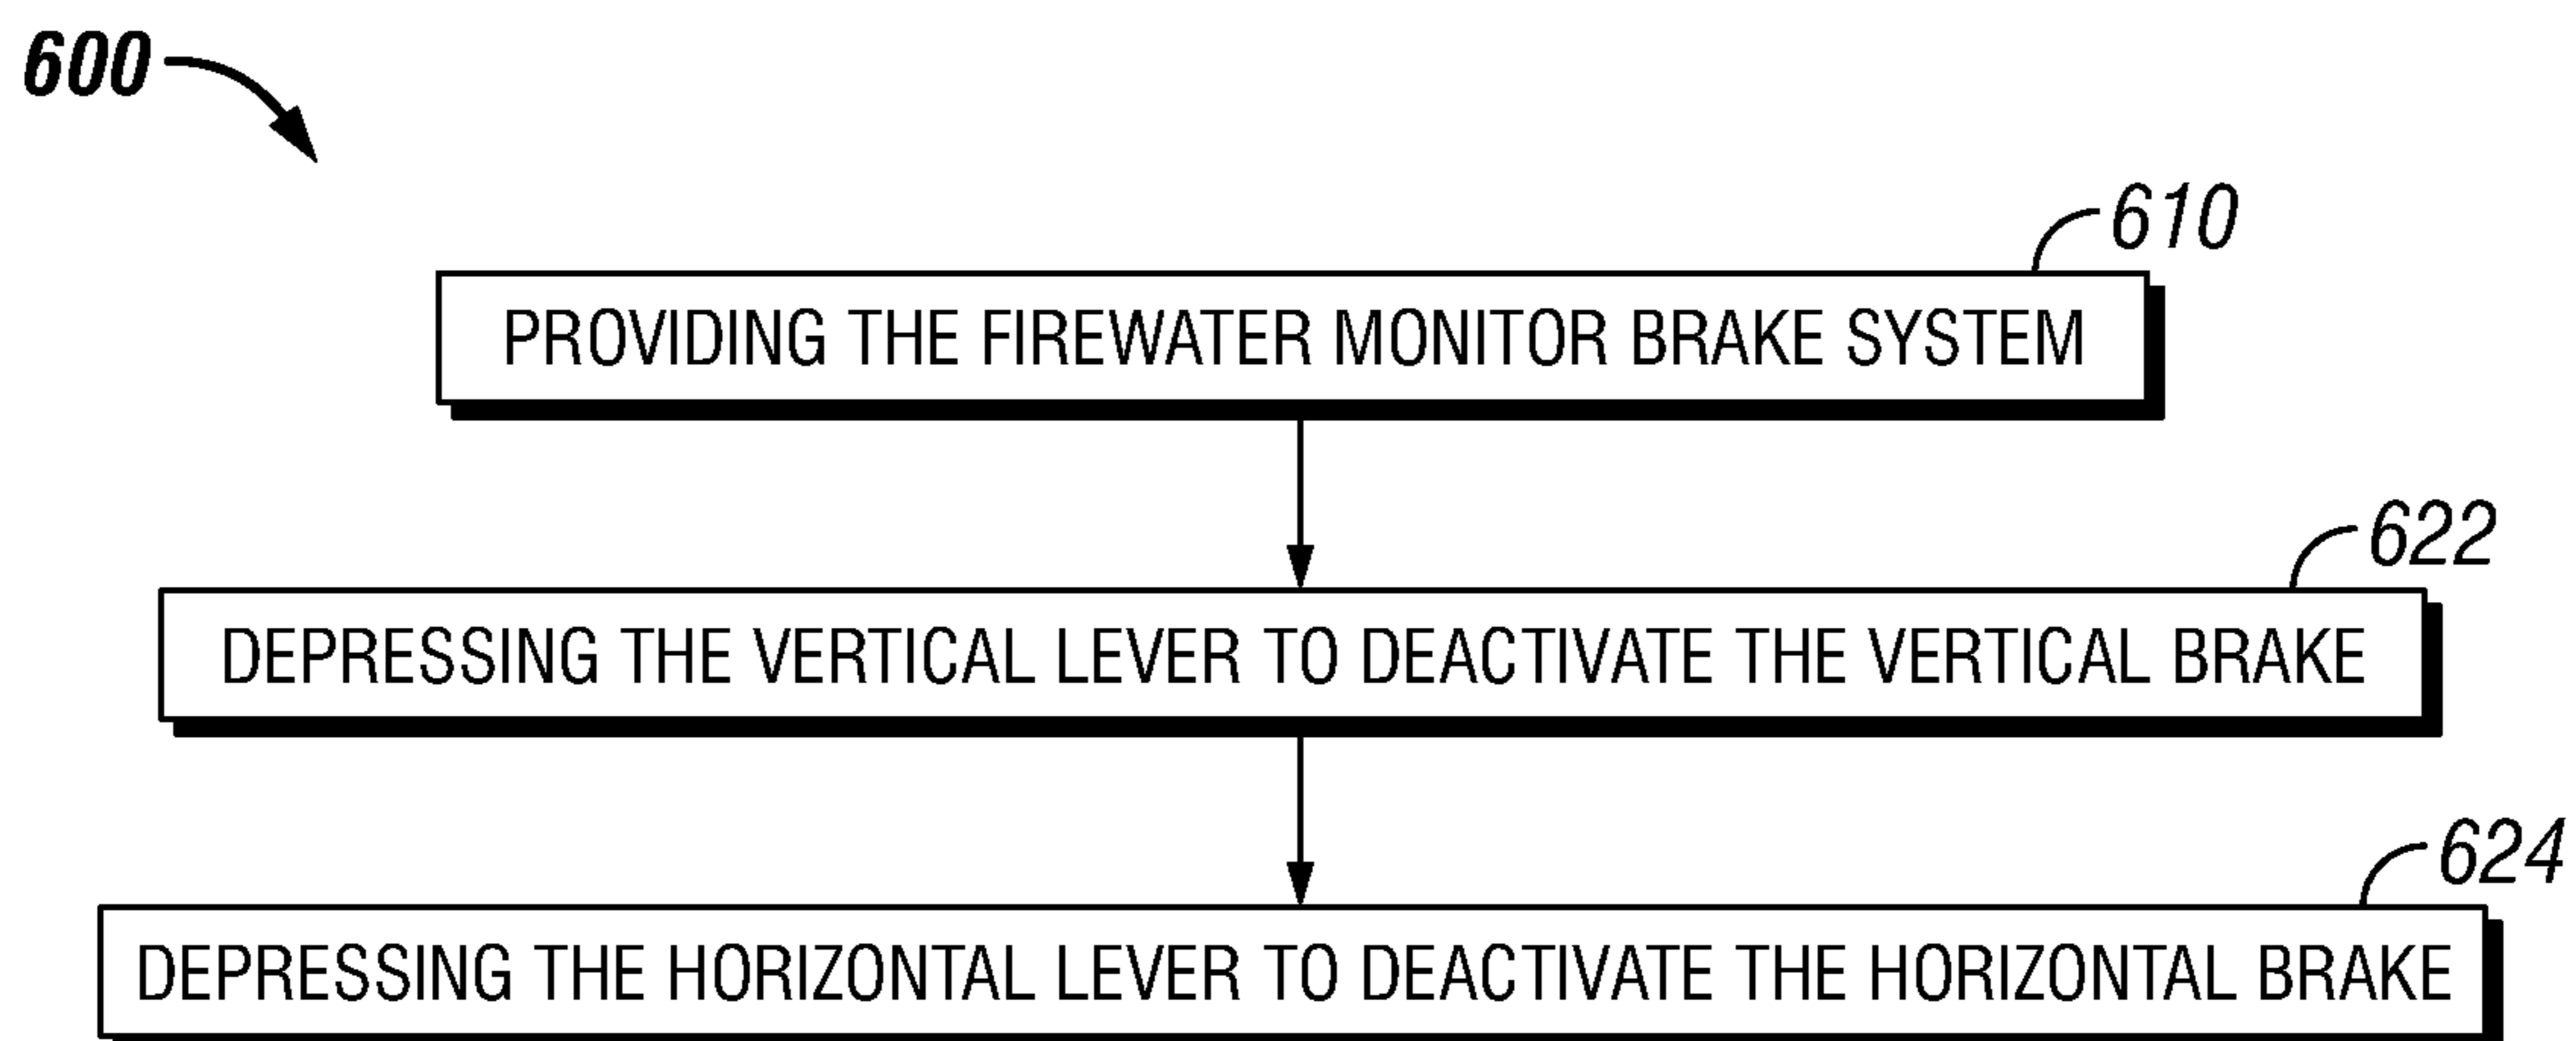 600
610
PROVIDING THE FIREWATER MONITOR BRAKE SYSTEM
622
DEPRESSING THE VERTICAL LEVER TO DEACTIVATE THE VERTICAL BRAKE
624
DEPRESSING THE HORIZONTAL LEVER TO DEACTIVATE THE HORIZONTAL BRAKE